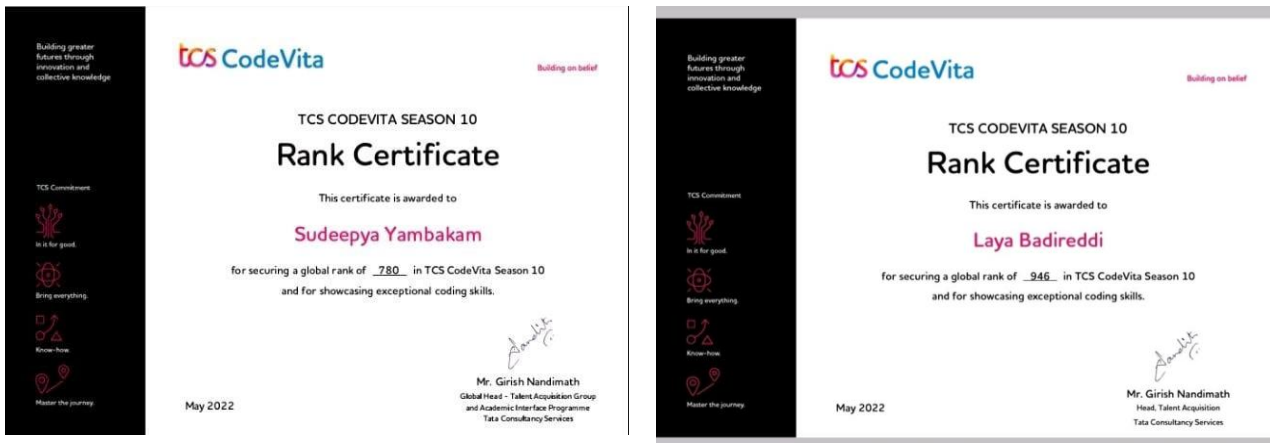 Building greater
futures through
innovation and
collective knowledge
tcs CodeVita
Building on belief
TCS CODEVITA SEASON 10
Rank Certificate
This certificate is awarded to
Sudeepya Yambakam
for securing a global rank of 780 in TCS CodeVita Season 10
and for showcasing exceptional coding skills.
TCS Commitment
In it for good.
Bring everything.
Know-how.
Master the journey.
Mr. Girish Nandimath
Global Head - Talent Acquisition Group
and Academic Interface Programme
Tata Consultancy Services
May 2022
Building greater
futures through
innovation and
collective knowledge
tcs CodeVita
Building on belief
TCS CODEVITA SEASON 10
Rank Certificate
This certificate is awarded to
Laya Badireddi
for securing a global rank of 946 in TCS CodeVita Season 10
and for showcasing exceptional coding skills.
TCS Commitment
In it for good.
Bring everything.
Know-how.
Master the journey.
Mr. Girish Nandimath
Head, Talent Acquisition
Tata Consultancy Services
May 2022